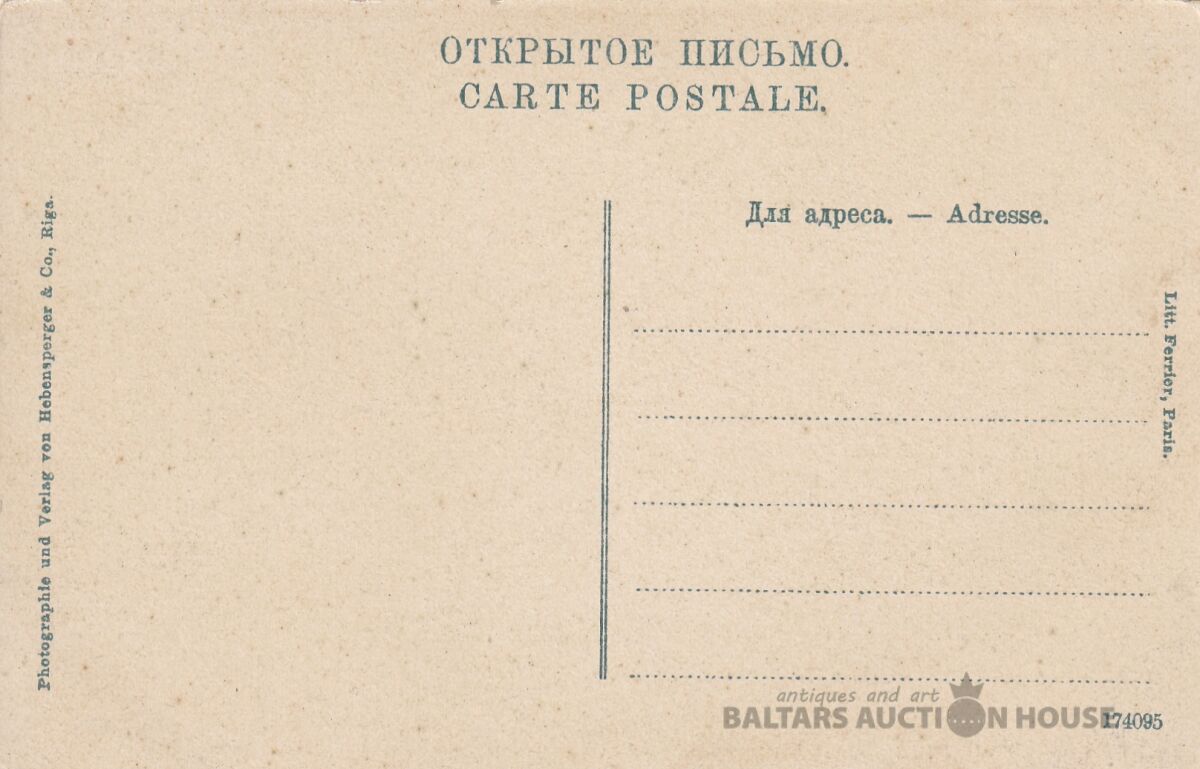 ОТКРЫТОЕ ПИСЬМО.
CARTE POSTALE.
Для адреса. — Adresse.
Photographie und Verlag von Hebensperger & Co., Riga.
Litt. Ferrier, Paris.
antiques and art
BALTARS AUCTION HOUSE
174095